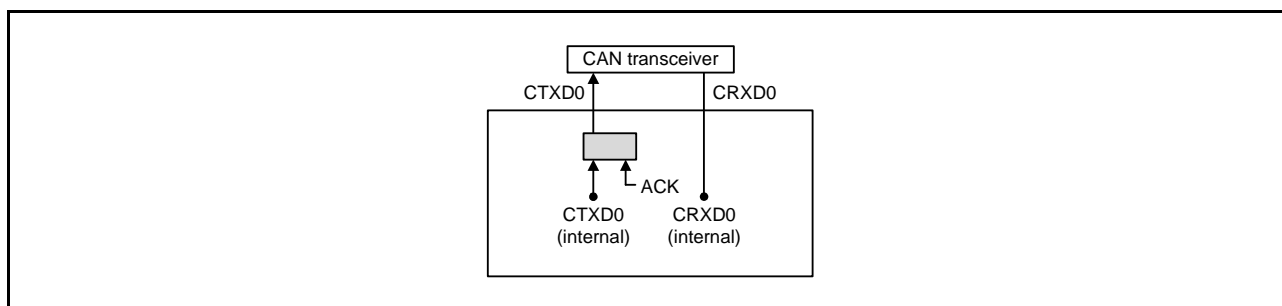 CAN transceiver
CTXD0
CRXD0
ACK
CTXD0
(internal)
CRXD0
(internal)